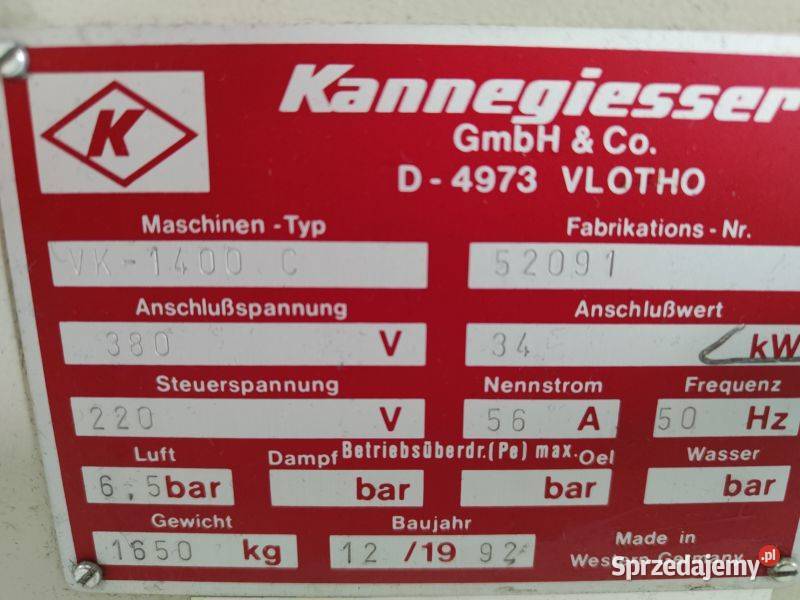 K
Kannegiesser
GmbH & Co.
D - 4973 VLOTHO
Maschinen - Typ Fabrikations - Nr.
VK-1400 C 52091
Anschlußspannung Anschlußwert
380 V 34 kW
Steuerspannung Nennstrom Frequenz
220 V 56 A 50 Hz
Luft Dampf Betriebsüberdr.(Pe) max. Oel Wasser
6,5 bar bar bar bar
Gewicht Baujahr
1650 kg 12 /19 92
Made in
Western Germany
Sprzedajemy.pl